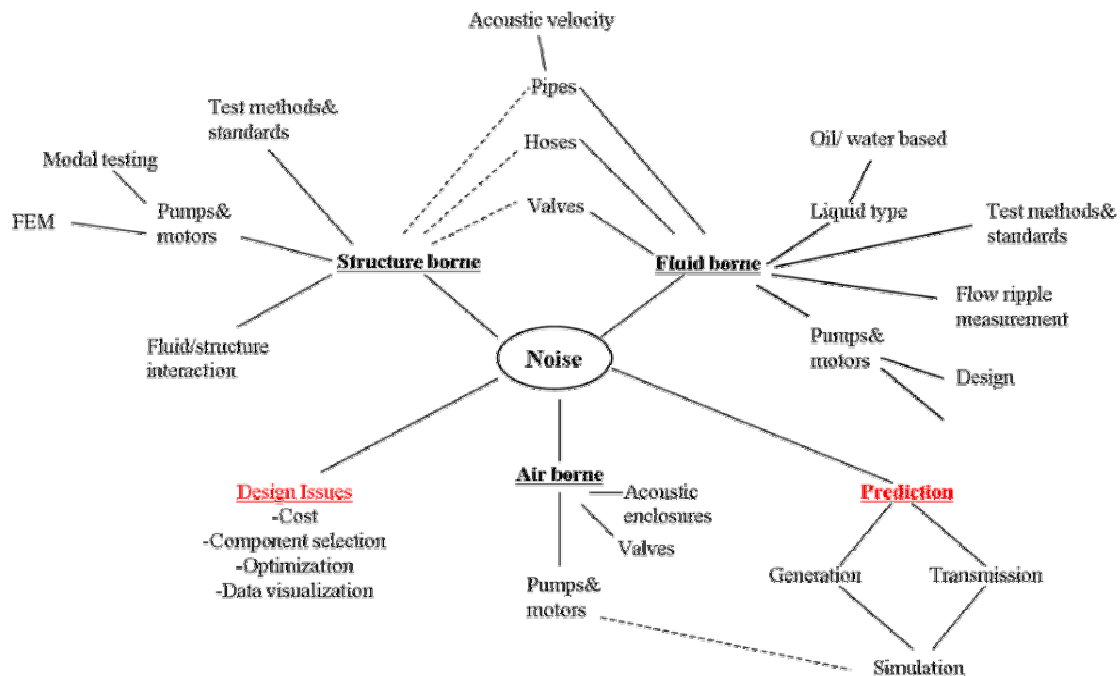 Acoustic velocity
Pipes
Test methods&
standards
Hoses
Oil/ water based
Modal testing
Valves
FEM
Pumps&
motors
Liquid type
Test methods&
standards
Structure borne
Fluid borne
Flow ripple
measurement
Fluid/structure
interaction
Noise
Pumps&
motors
Design
Design Issues
-Cost
-Component selection
-Optimization
-Data visualization
Air borne
Acoustic
enclosures
Valves
Pumps&
motors
Prediction
Generation
Transmission
Simulation